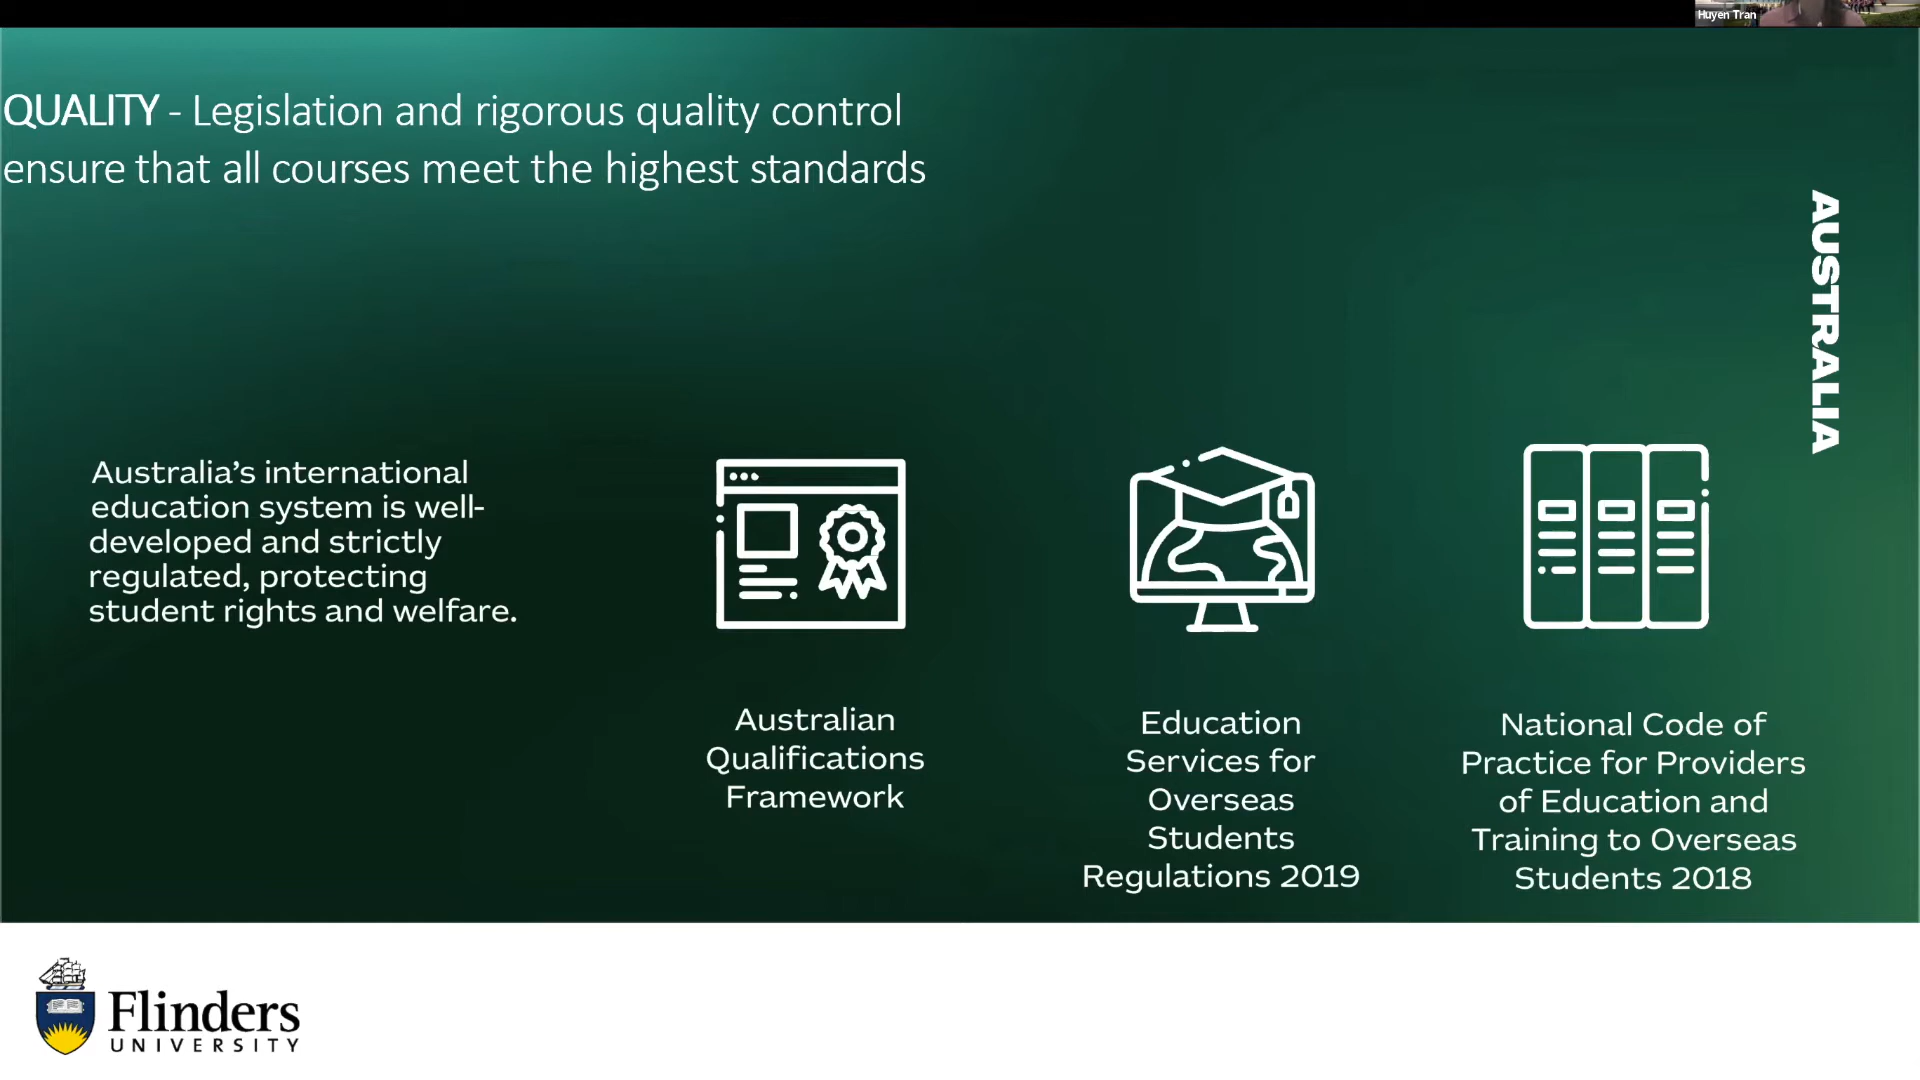 Huyen Tran
QUALITY - Legislation and rigorous quality control
ensure that all courses meet the highest standards
AUSTRALIA
Australia's international
education system is well-
developed and strictly
regulated, protecting
student rights and welfare.
Australian
Qualifications
Framework
Education
Services for
Overseas
Students
Regulations 2019
National Code of
Practice for Providers
of Education and
Training to Overseas
Students 2018
Flinders
UNIVERSITY